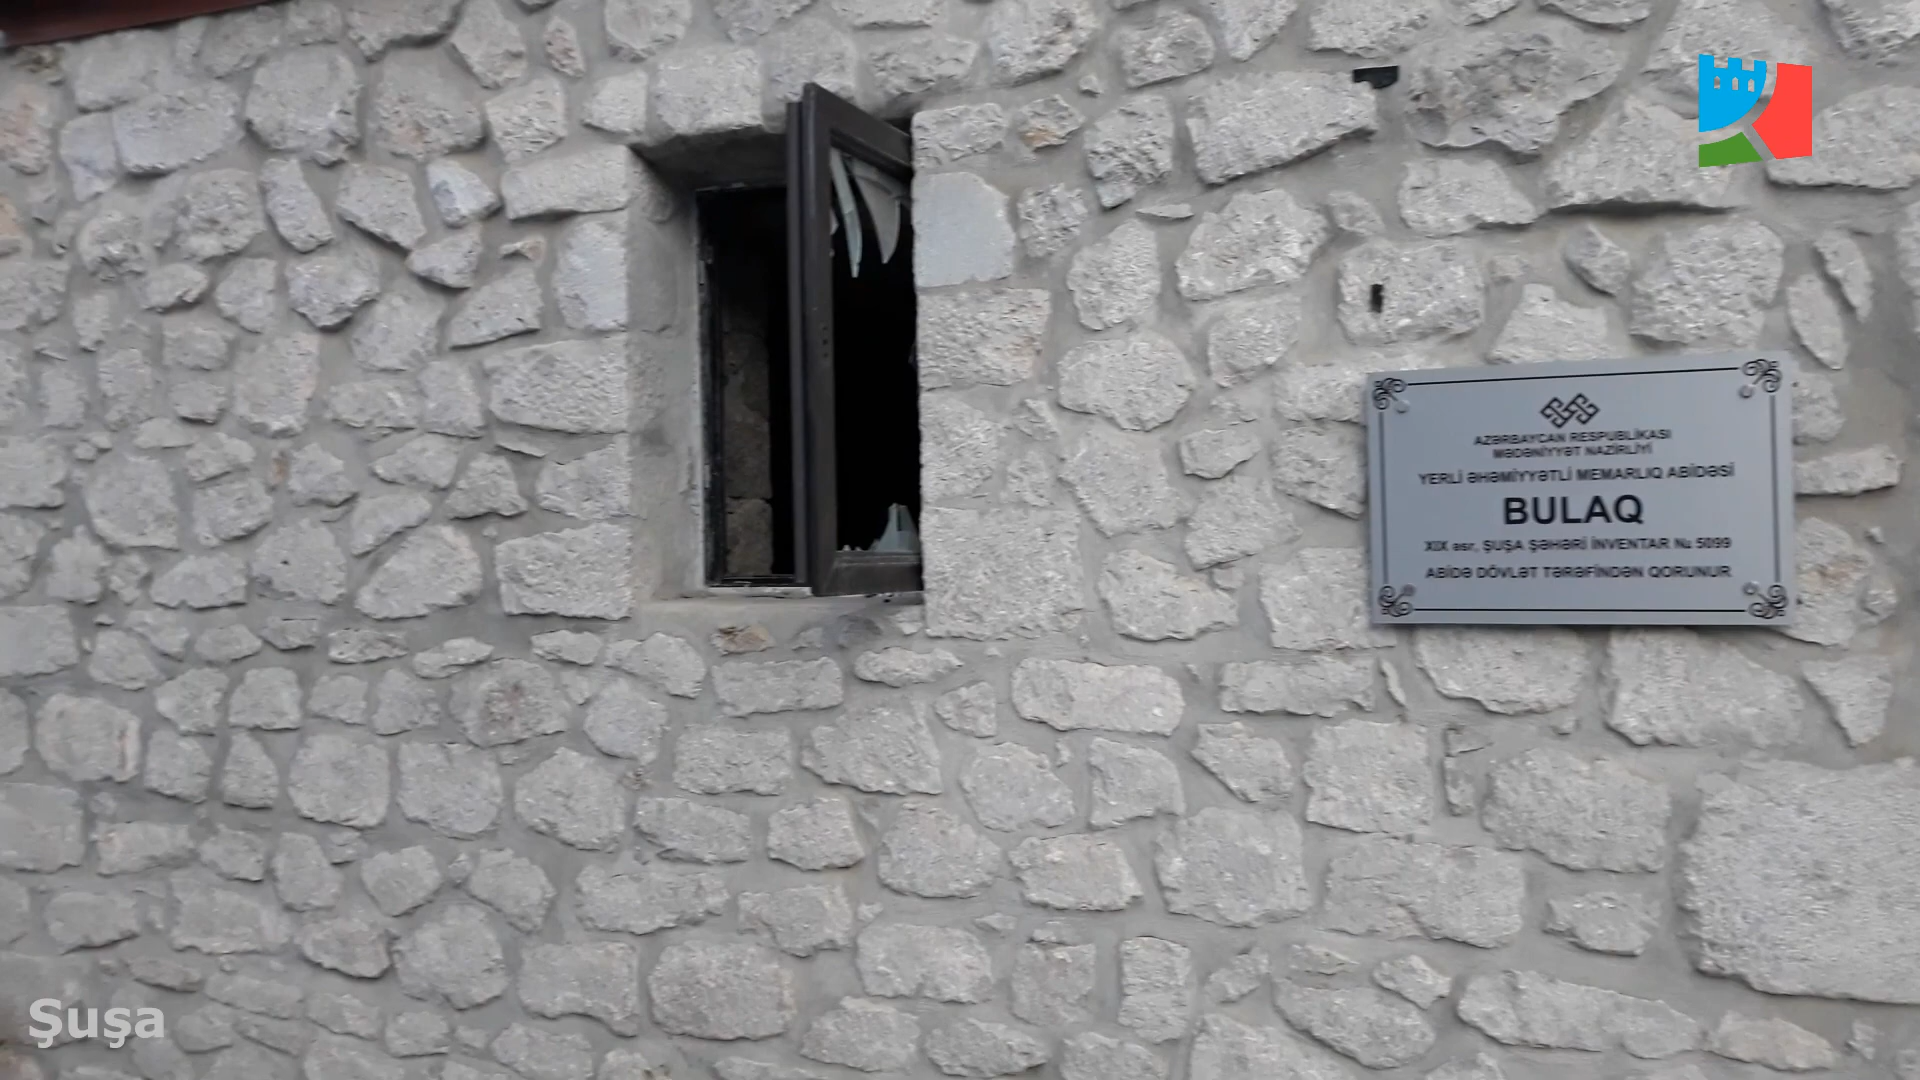 AZƏRBAYCAN RESPUBLİKASI
MƏDƏNİYYƏT NAZİRLİYİ
YERLİ ƏHƏMİYYƏTLİ MEMARLIQ ABİDƏSİ
BULAQ
XIX əsr, ŞUŞA ŞƏHƏRİ İNVENTAR № 5099
ABİDƏ DÖVLƏT TƏRƏFİNDƏN QORUNUR
Şuşa